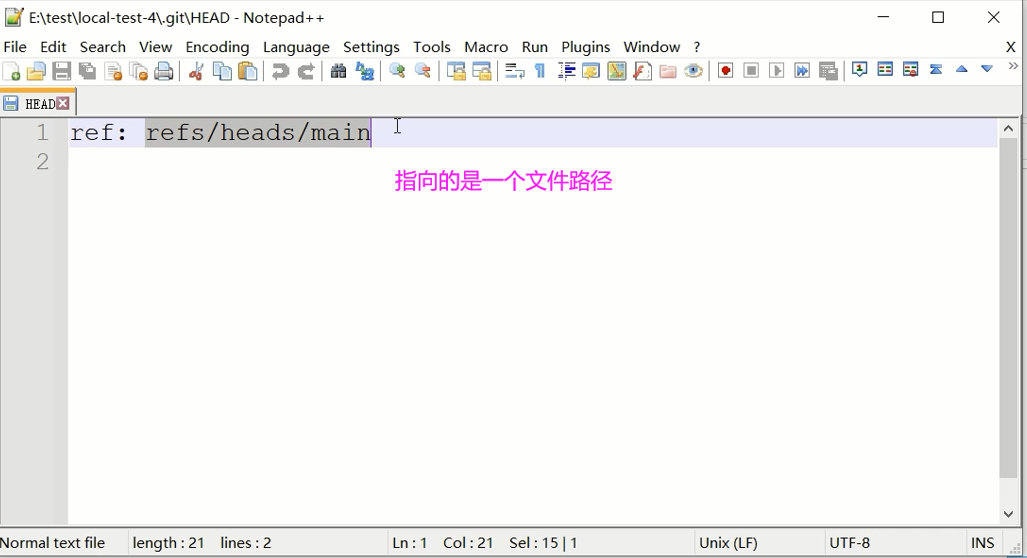 E:\test\local-test-4\.git\HEAD - Notepad++
File Edit Search View Encoding Language Settings Tools Macro Run Plugins Window ? X
HEAD
1 ref: refs/heads/main
2
指向的是一个文件路径
Normal text file length : 21 lines : 2 Ln : 1 Col : 21 Sel : 15 | 1 Unix (LF) UTF-8 INS